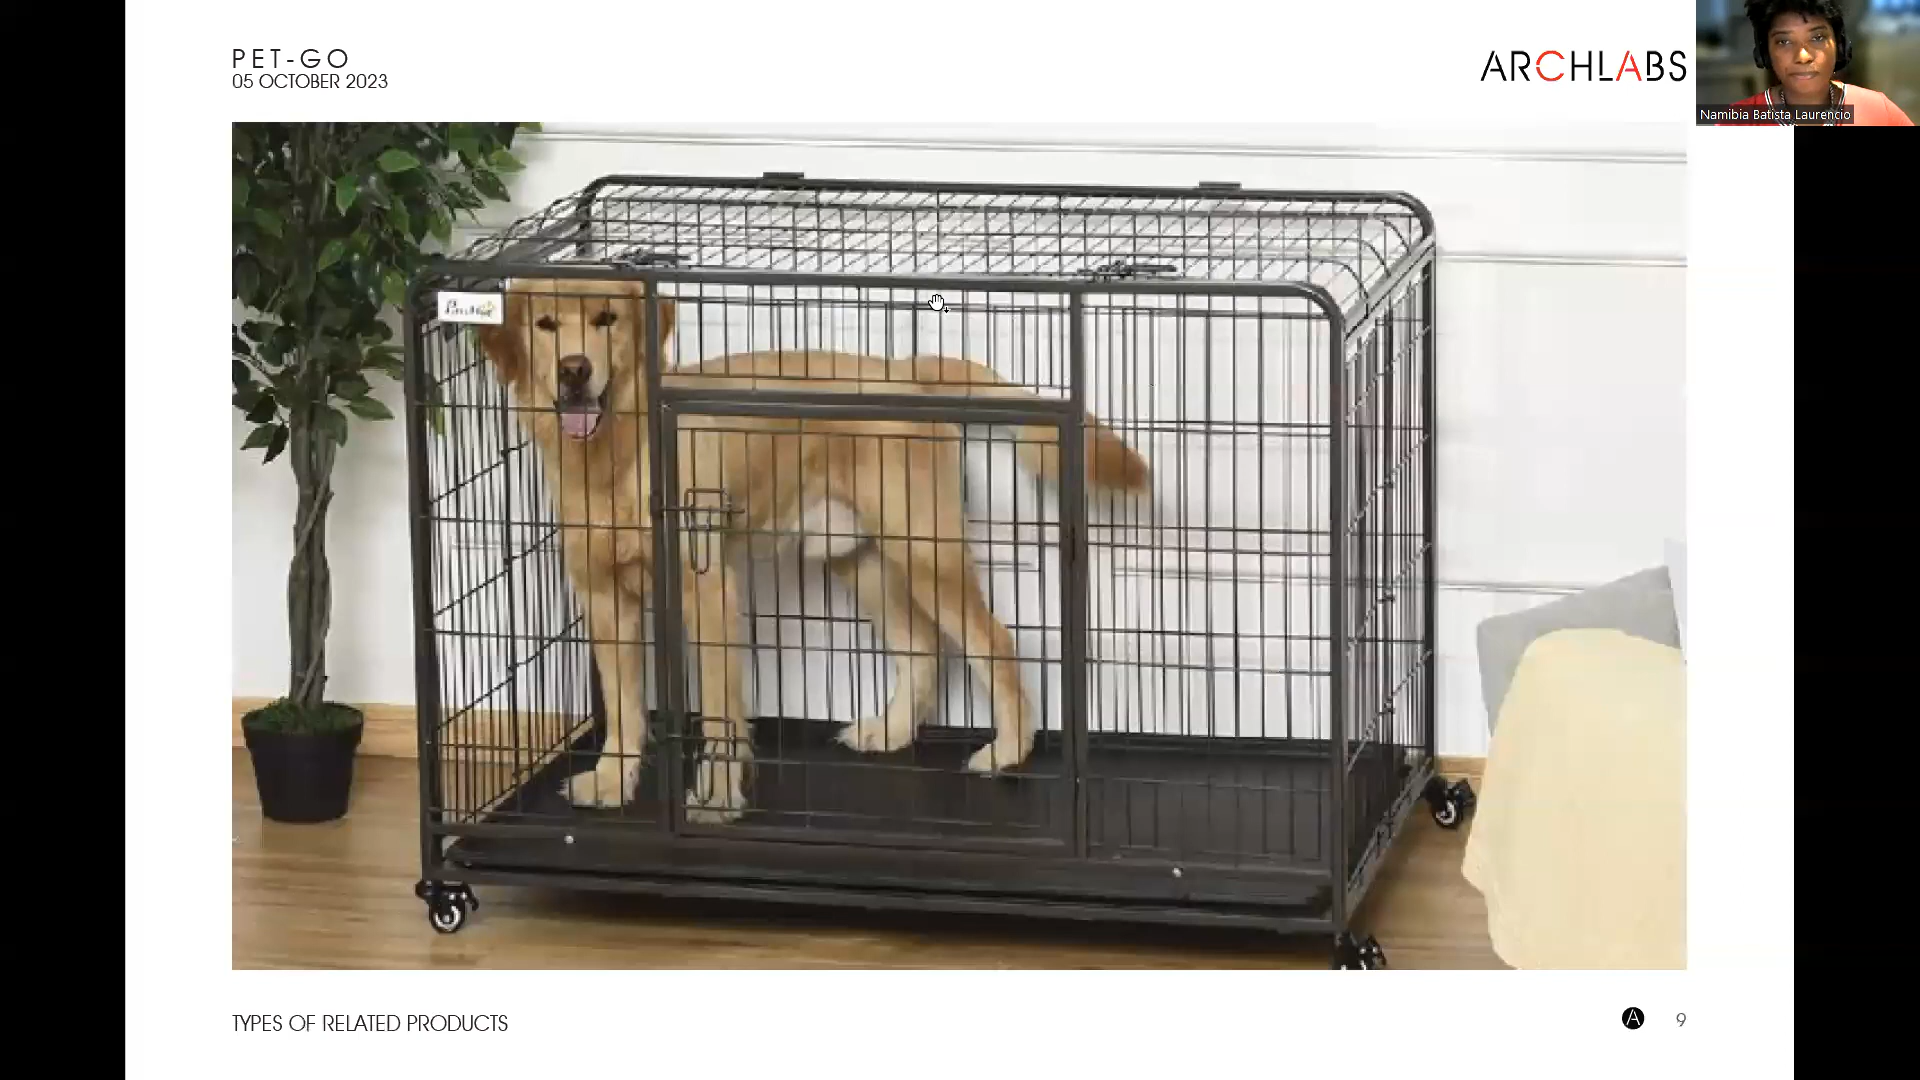 PET-GO
05 OCTOBER 2023
ARCHLABS
Namibia Batista Laurencio
TYPES OF RELATED PRODUCTS
A
9